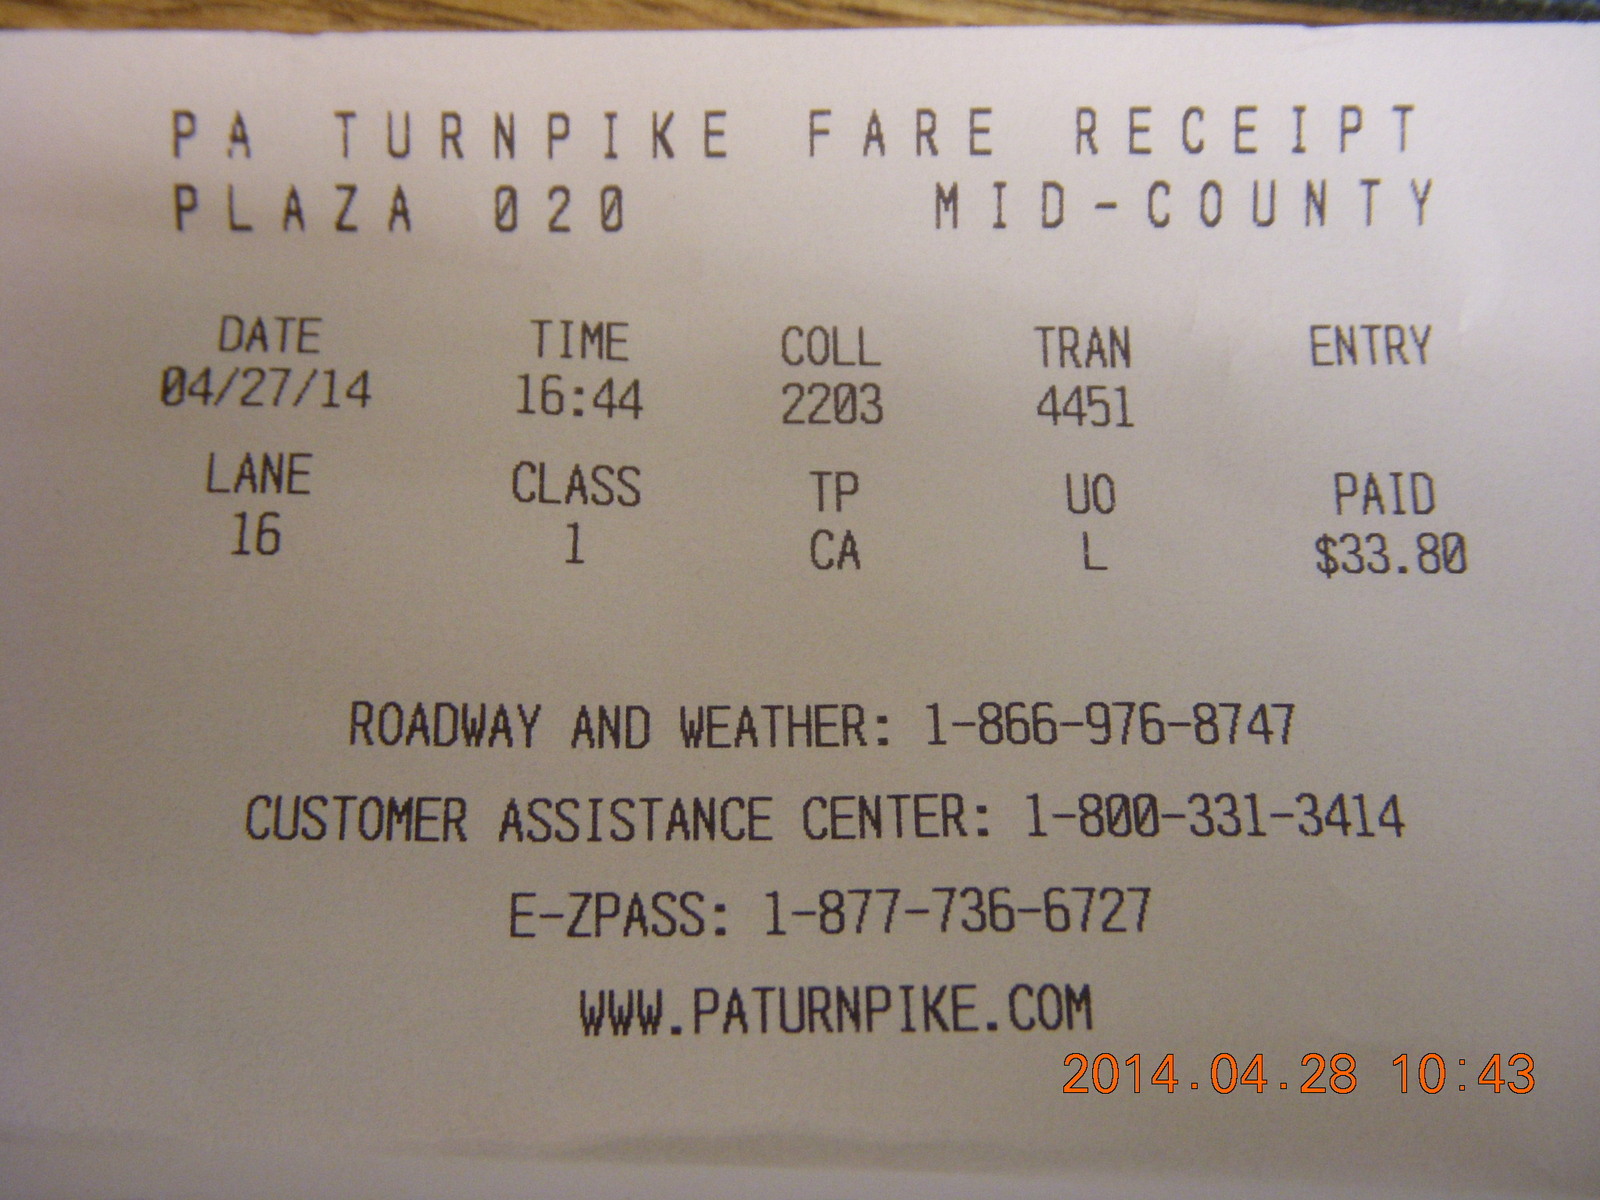 PA TURNPIKE FARE RECEIPT
PLAZA 020 MID-COUNTY
DATE TIME COLL TRAN ENTRY
04/27/14 16:44 2203 4451
LANE CLASS TP UO PAID
16 1 CA L $33.80
ROADWAY AND WEATHER: 1-866-976-8747
CUSTOMER ASSISTANCE CENTER: 1-800-331-3414
E-ZPASS: 1-877-736-6727
WWW.PATURNPIKE.COM
2014.04.28 10:43